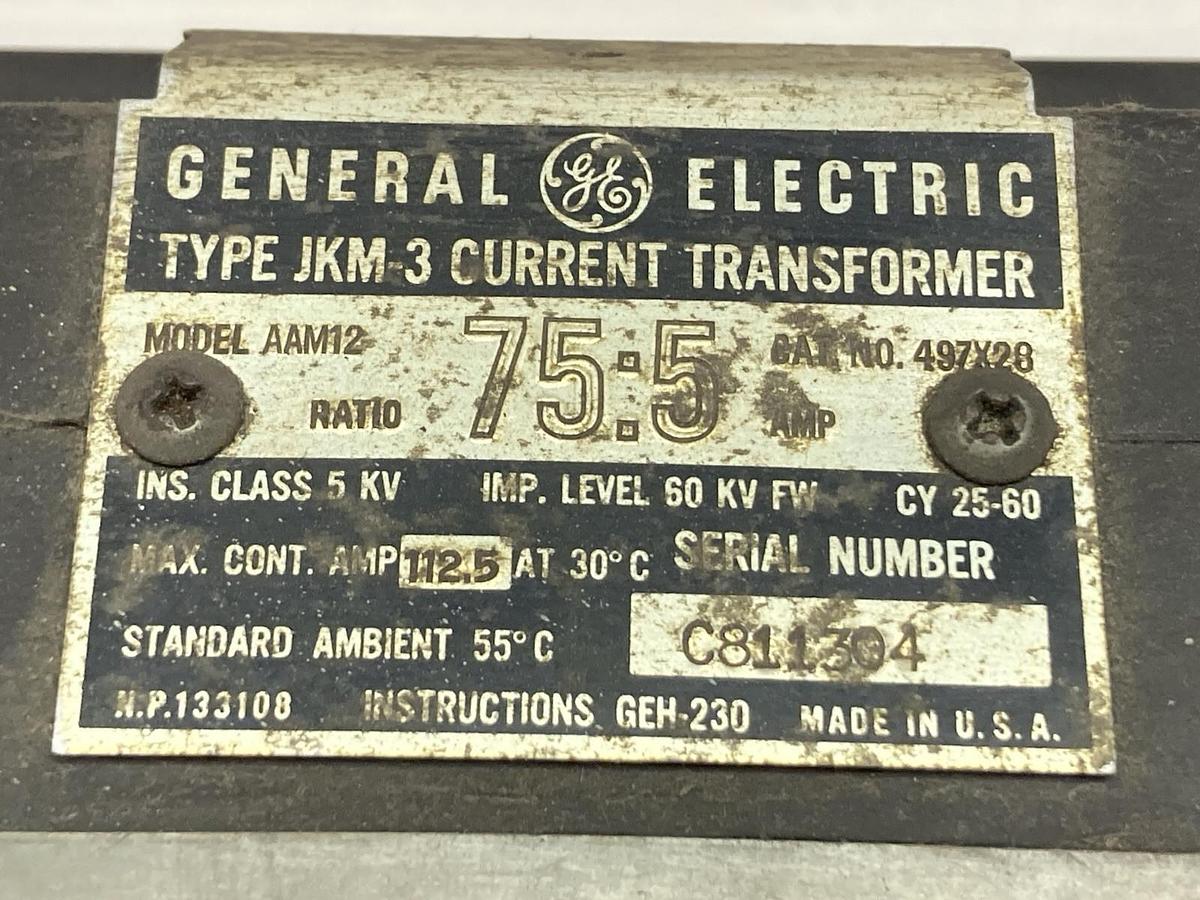 GENERAL GE ELECTRIC
TYPE JKM-3 CURRENT TRANSFORMER
MODEL AAM12 75:5 CAT. NO. 497X28
RATIO AMP
INS. CLASS 5 KV IMP. LEVEL 60 KV FW CY 25-60
MAX. CONT. AMP 112.5 AT 30°C SERIAL NUMBER
STANDARD AMBIENT 55°C C811304
N.P.133108 INSTRUCTIONS GEH-230 MADE IN U.S.A.